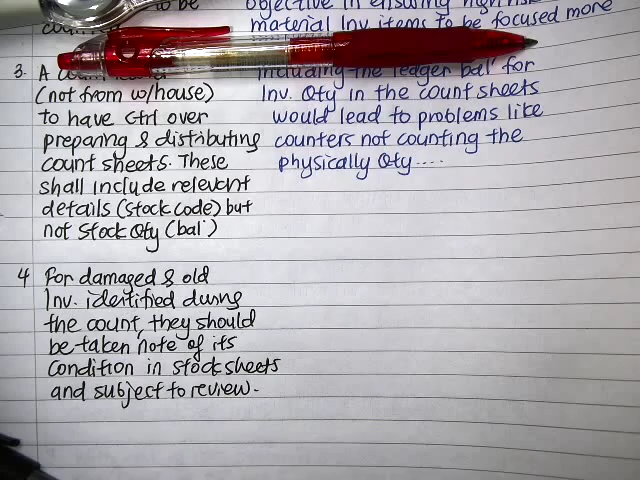 to be
objective in ensuring high risk
material Inv items to be focused more
3. A
(not from w/house)
to have ctrl over
preparing & distributing
count sheets. These
shall include relevent
details (stock code) but
not stock Qty (bal')
including the ledger bal' for
Inv. Qty in the count sheets
would lead to problems like
counters not counting the
physically Qty....
4 For damaged & old
Inv. identified during
the count, they should
be taken note of its
condition in stock sheets
and subject to review.